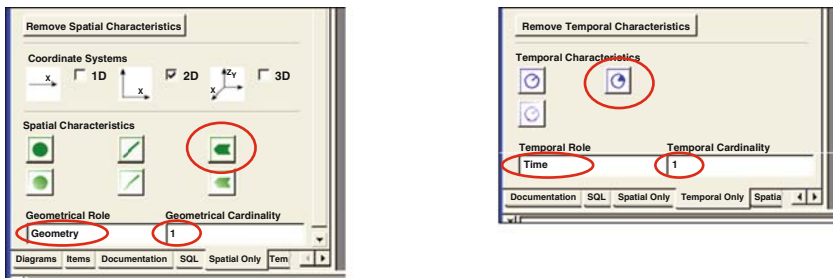 Remove Spatial Characteristics
Coordinate Systems
x 1D x 2D Z Y x 3D
Spatial Characteristics
Geometrical Role Geometrical Cardinality
Geometry 1
Diagrams Items Documentation SQL Spatial Only Tem
Remove Temporal Characteristics
Temporal Characteristics
Temporal Role Temporal Cardinality
Time 1
Documentation SQL Spatial Only Temporal Only Spatia